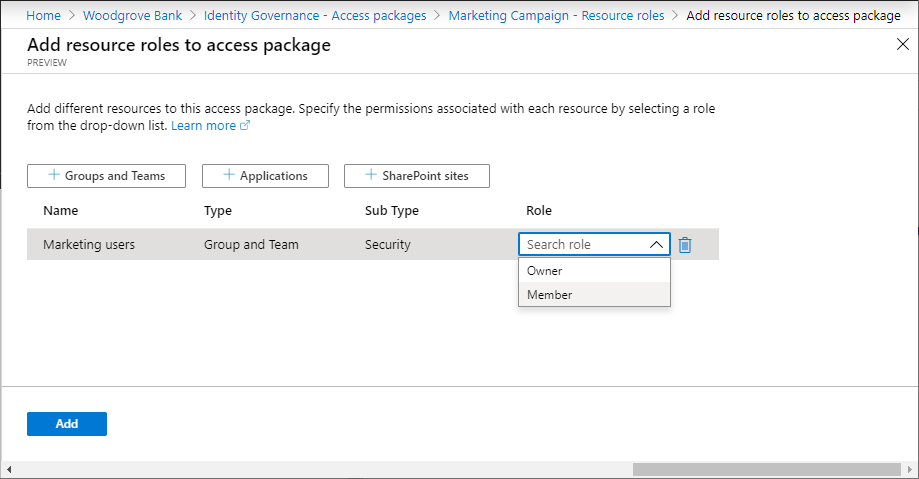 Home > Woodgrove Bank > Identity Governance - Access packages > Marketing Campaign - Resource roles > Add resource roles to access package
Add resource roles to access package
PREVIEW
Add different resources to this access package. Specify the permissions associated with each resource by selecting a role
from the drop-down list. Learn more
+ Groups and Teams + Applications + SharePoint sites
Name Type Sub Type Role
Marketing users Group and Team Security Search role
Owner
Member
Add